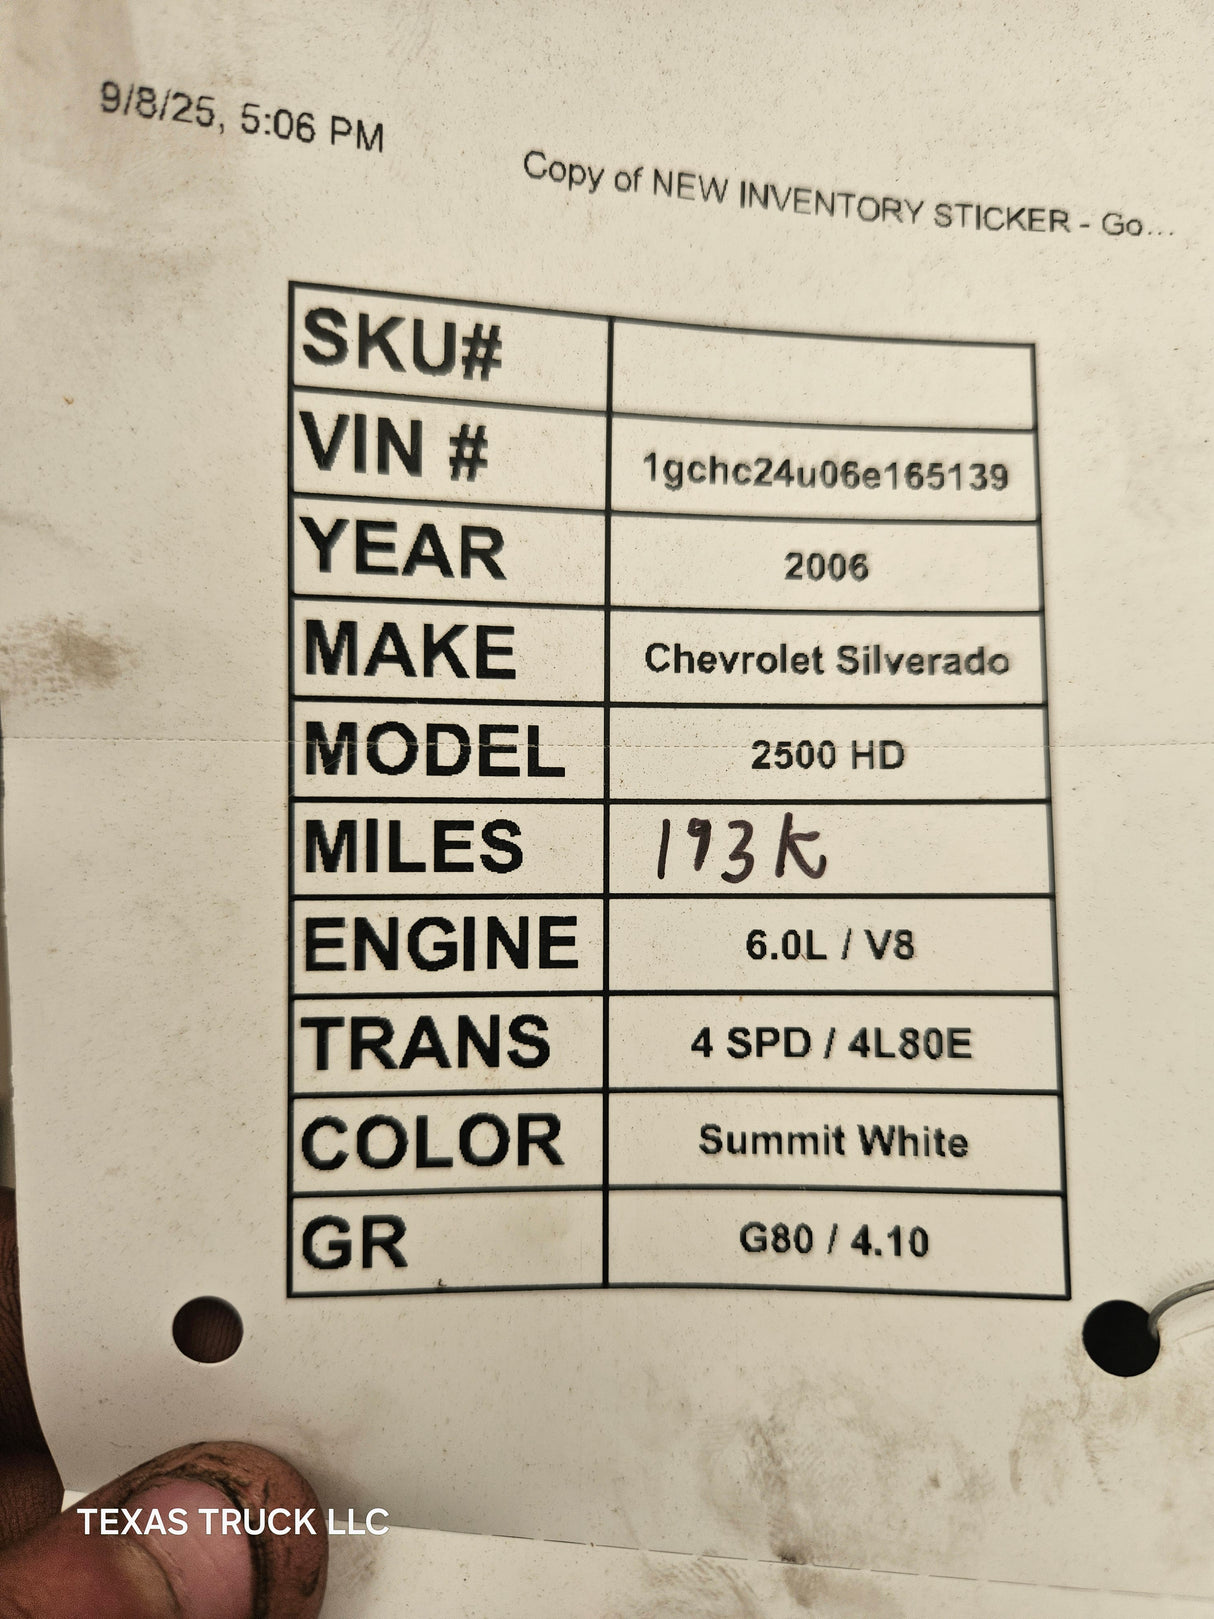 9/8/25, 5:06 PM
Copy of NEW INVENTORY STICKER - Go...
SKU#
VIN # 1gchc24u06e165139
YEAR 2006
MAKE Chevrolet Silverado
MODEL 2500 HD
MILES 193K
ENGINE 6.0L / V8
TRANS 4 SPD / 4L80E
COLOR Summit White
GR G80 / 4.10
TEXAS TRUCK LLC